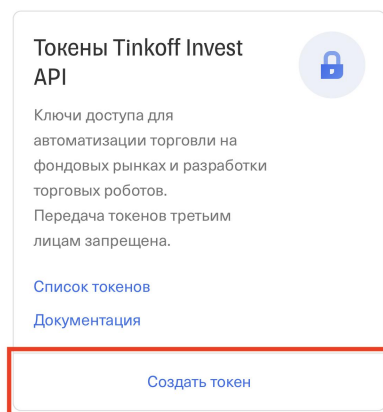 Токены Tinkoff Invest
API
Ключи доступа для
автоматизации торговли на
фондовых рынках и разработки
торговых роботов.
Передача токенов третьим
лицам запрещена.
Список токенов
Документация
Создать токен